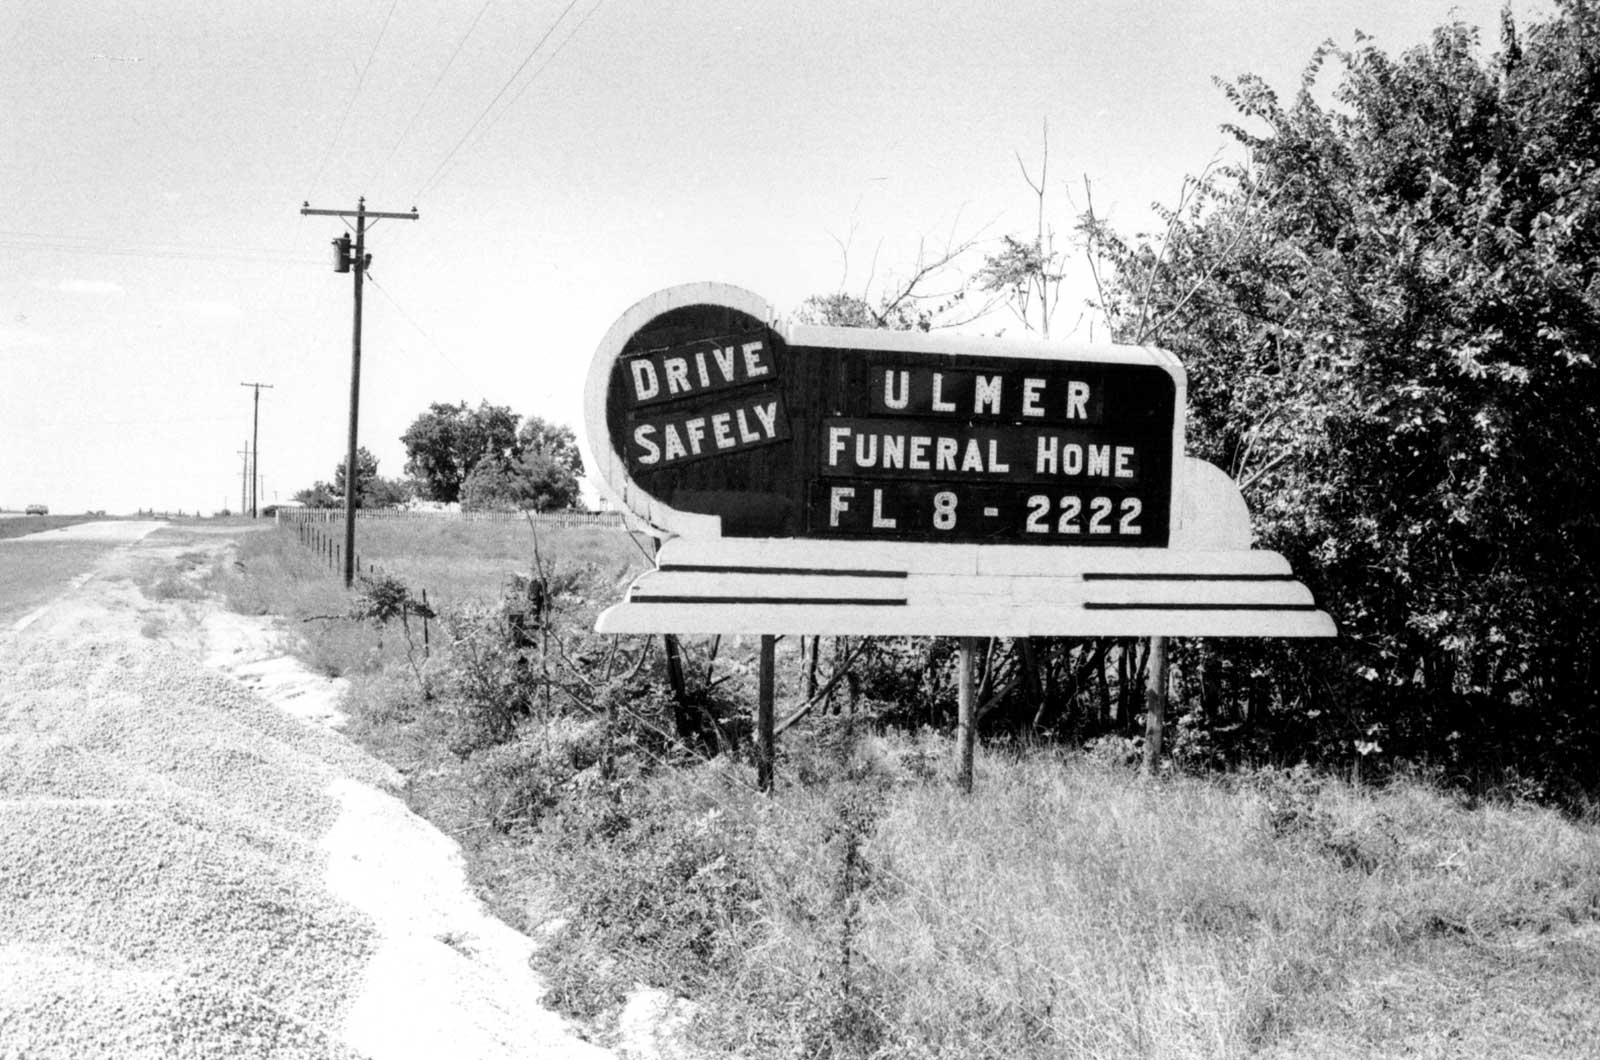 DRIVE
SAFELY
ULMER
FUNERAL HOME
FL 8 - 2222